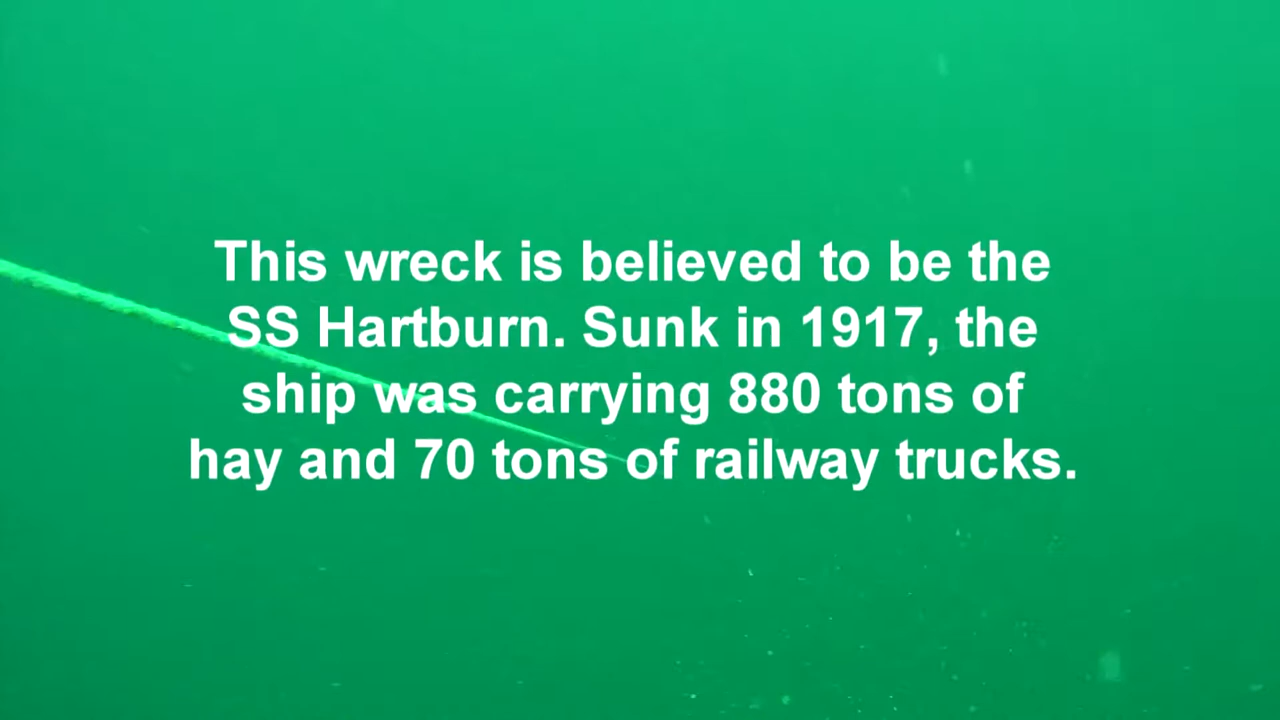 This wreck is believed to be the
SS Hartburn. Sunk in 1917, the
ship was carrying 880 tons of
hay and 70 tons of railway trucks.